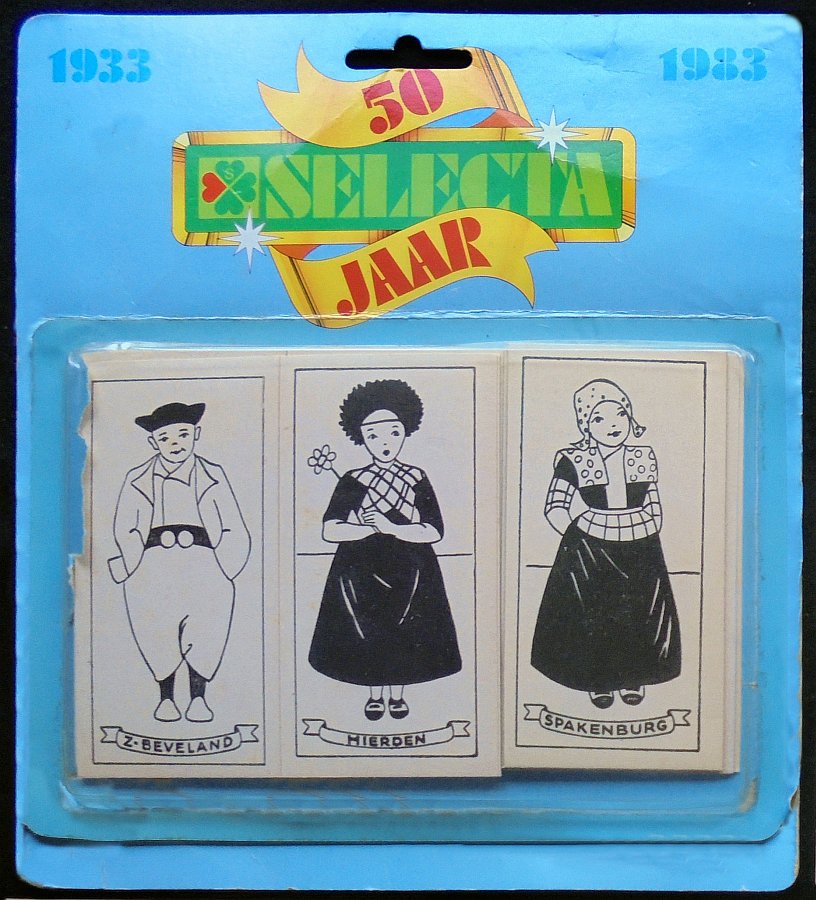 1933
1983
50
SELECTA
JAAR
Z-BEVELAND
HIERDEN
SPAKENBURG